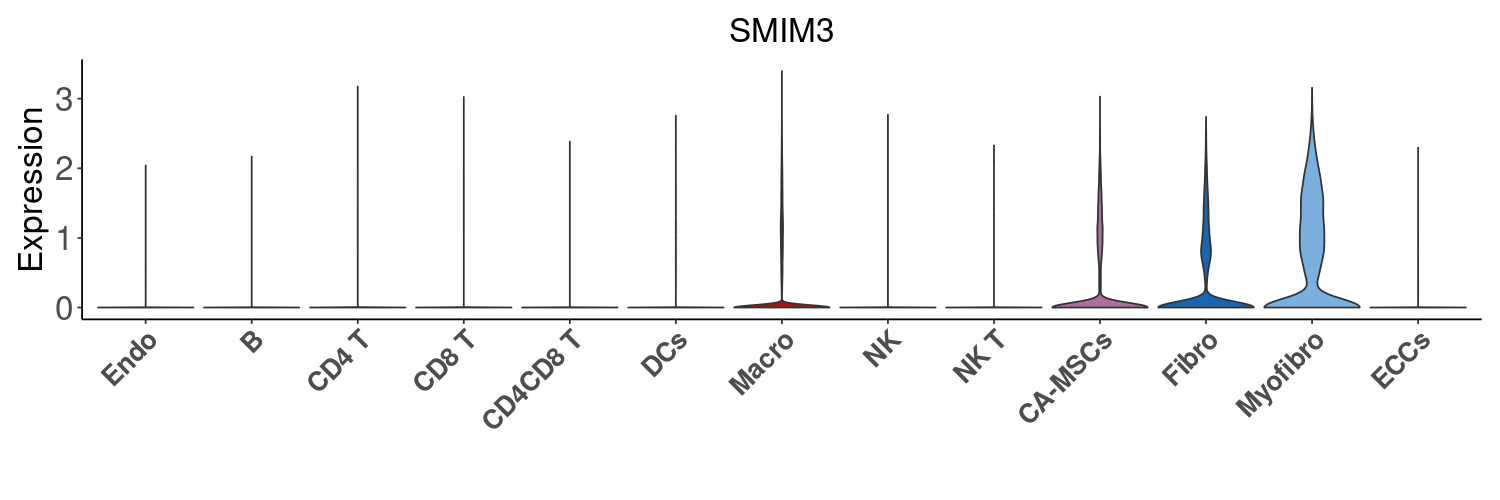 SMIM3
Expression
3
2
1
0
Endo
B
CD4 T
CD8 T
CD4CD8 T
DCs
Macro
NK
NK T
CA-MSCs
Fibro
Myofibro
ECCs